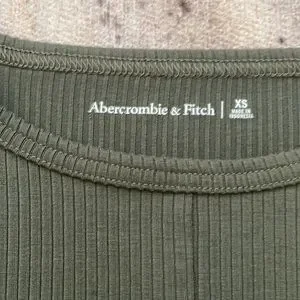 Abercrombie & Fitch | XS
MADE IN
INDONESIA